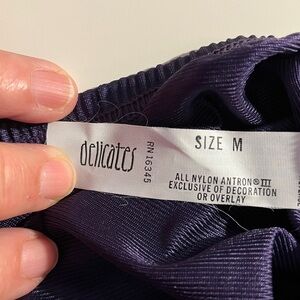 delicates
RN 16345
SIZE M
ALL NYLON ANTRON® III
EXCLUSIVE OF DECORATION
OR OVERLAY